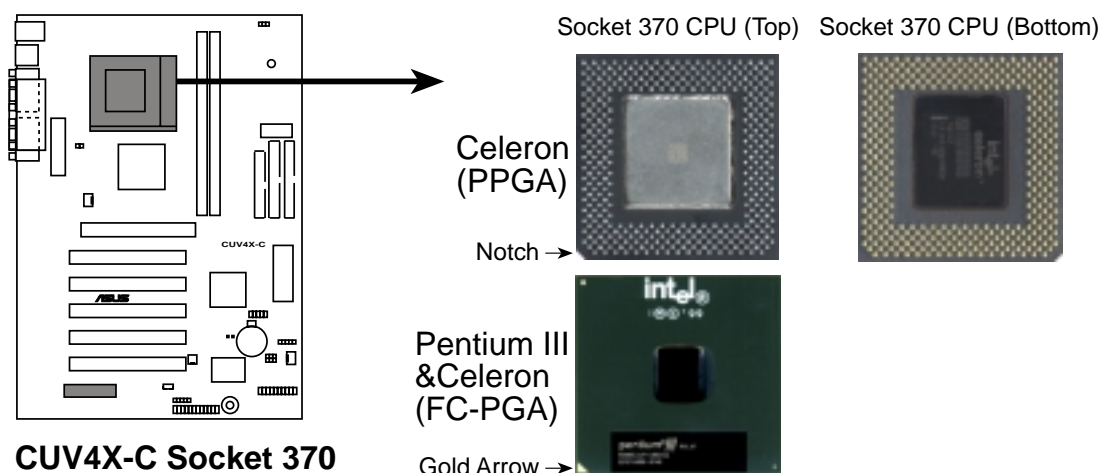 Socket 370 CPU (Top)
Socket 370 CPU (Bottom)
Celeron
(PPGA)
Notch
CUV4X-C
ASUS
intel®
Pentium III
&Celeron
(FC-PGA)
Gold Arrow
CUV4X-C Socket 370